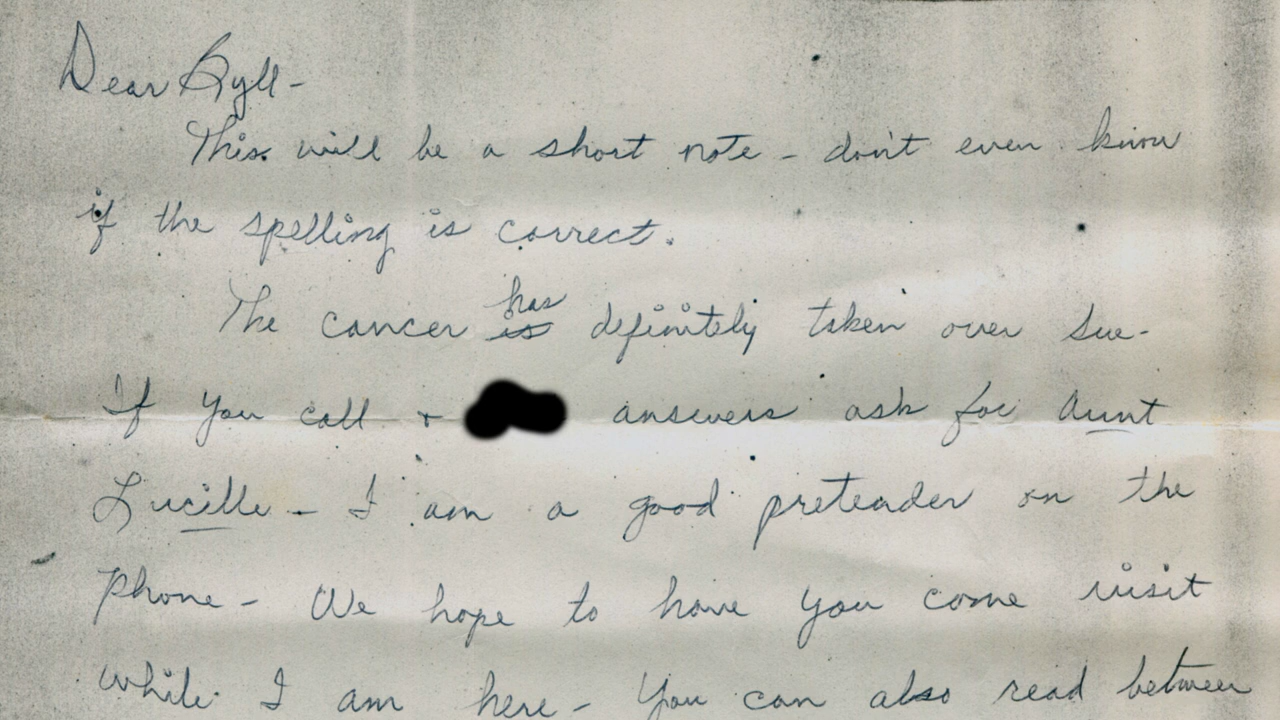 Dear Ryll-
This will be a short note - don't even know
if the spelling is correct.
has
The cancer is definitely taken over Sue-
If you call + answers ask for Aunt
Lucille - I am a good pretender on the
phone - We hope to have you come visit
while I am here - You can also read between